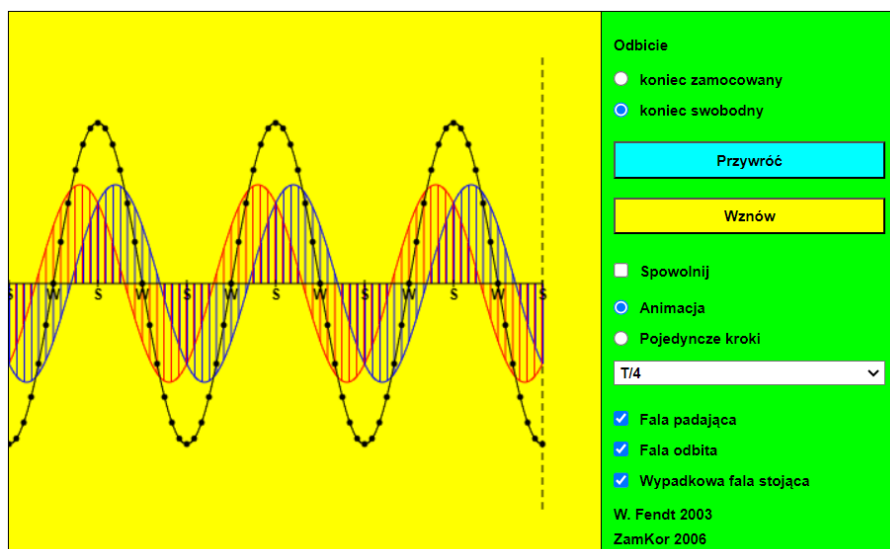 S W S W S W S W S W S W S
Odbicie
koniec zamocowany
koniec swobodny
Przywróć
Wznów
Spowolnij
Animacja
Pojedyncze kroki
T/4
Fala padająca
Fala odbita
Wypadkowa fala stojąca
W. Fendt 2003
ZamKor 2006